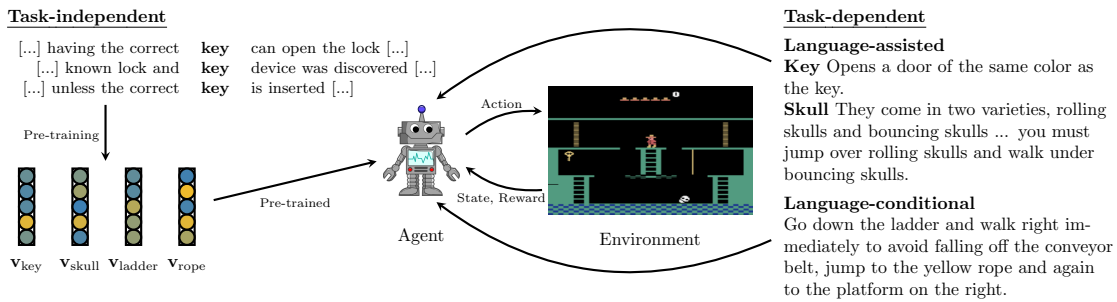 Task-independent
[...] having the correct key can open the lock [...]
[...] known lock and key device was discovered [...]
[...] unless the correct key is inserted [...]
Pre-training
v_key v_skull v_ladder v_rope
Pre-trained
Agent
Action
State, Reward
Environment
Task-dependent
Language-assisted
Key Opens a door of the same color as
the key.
Skull They come in two varieties, rolling
skulls and bouncing skulls ... you must
jump over rolling skulls and walk under
bouncing skulls.
Language-conditional
Go down the ladder and walk right im-
mediately to avoid falling off the conveyor
belt, jump to the yellow rope and again
to the platform on the right.